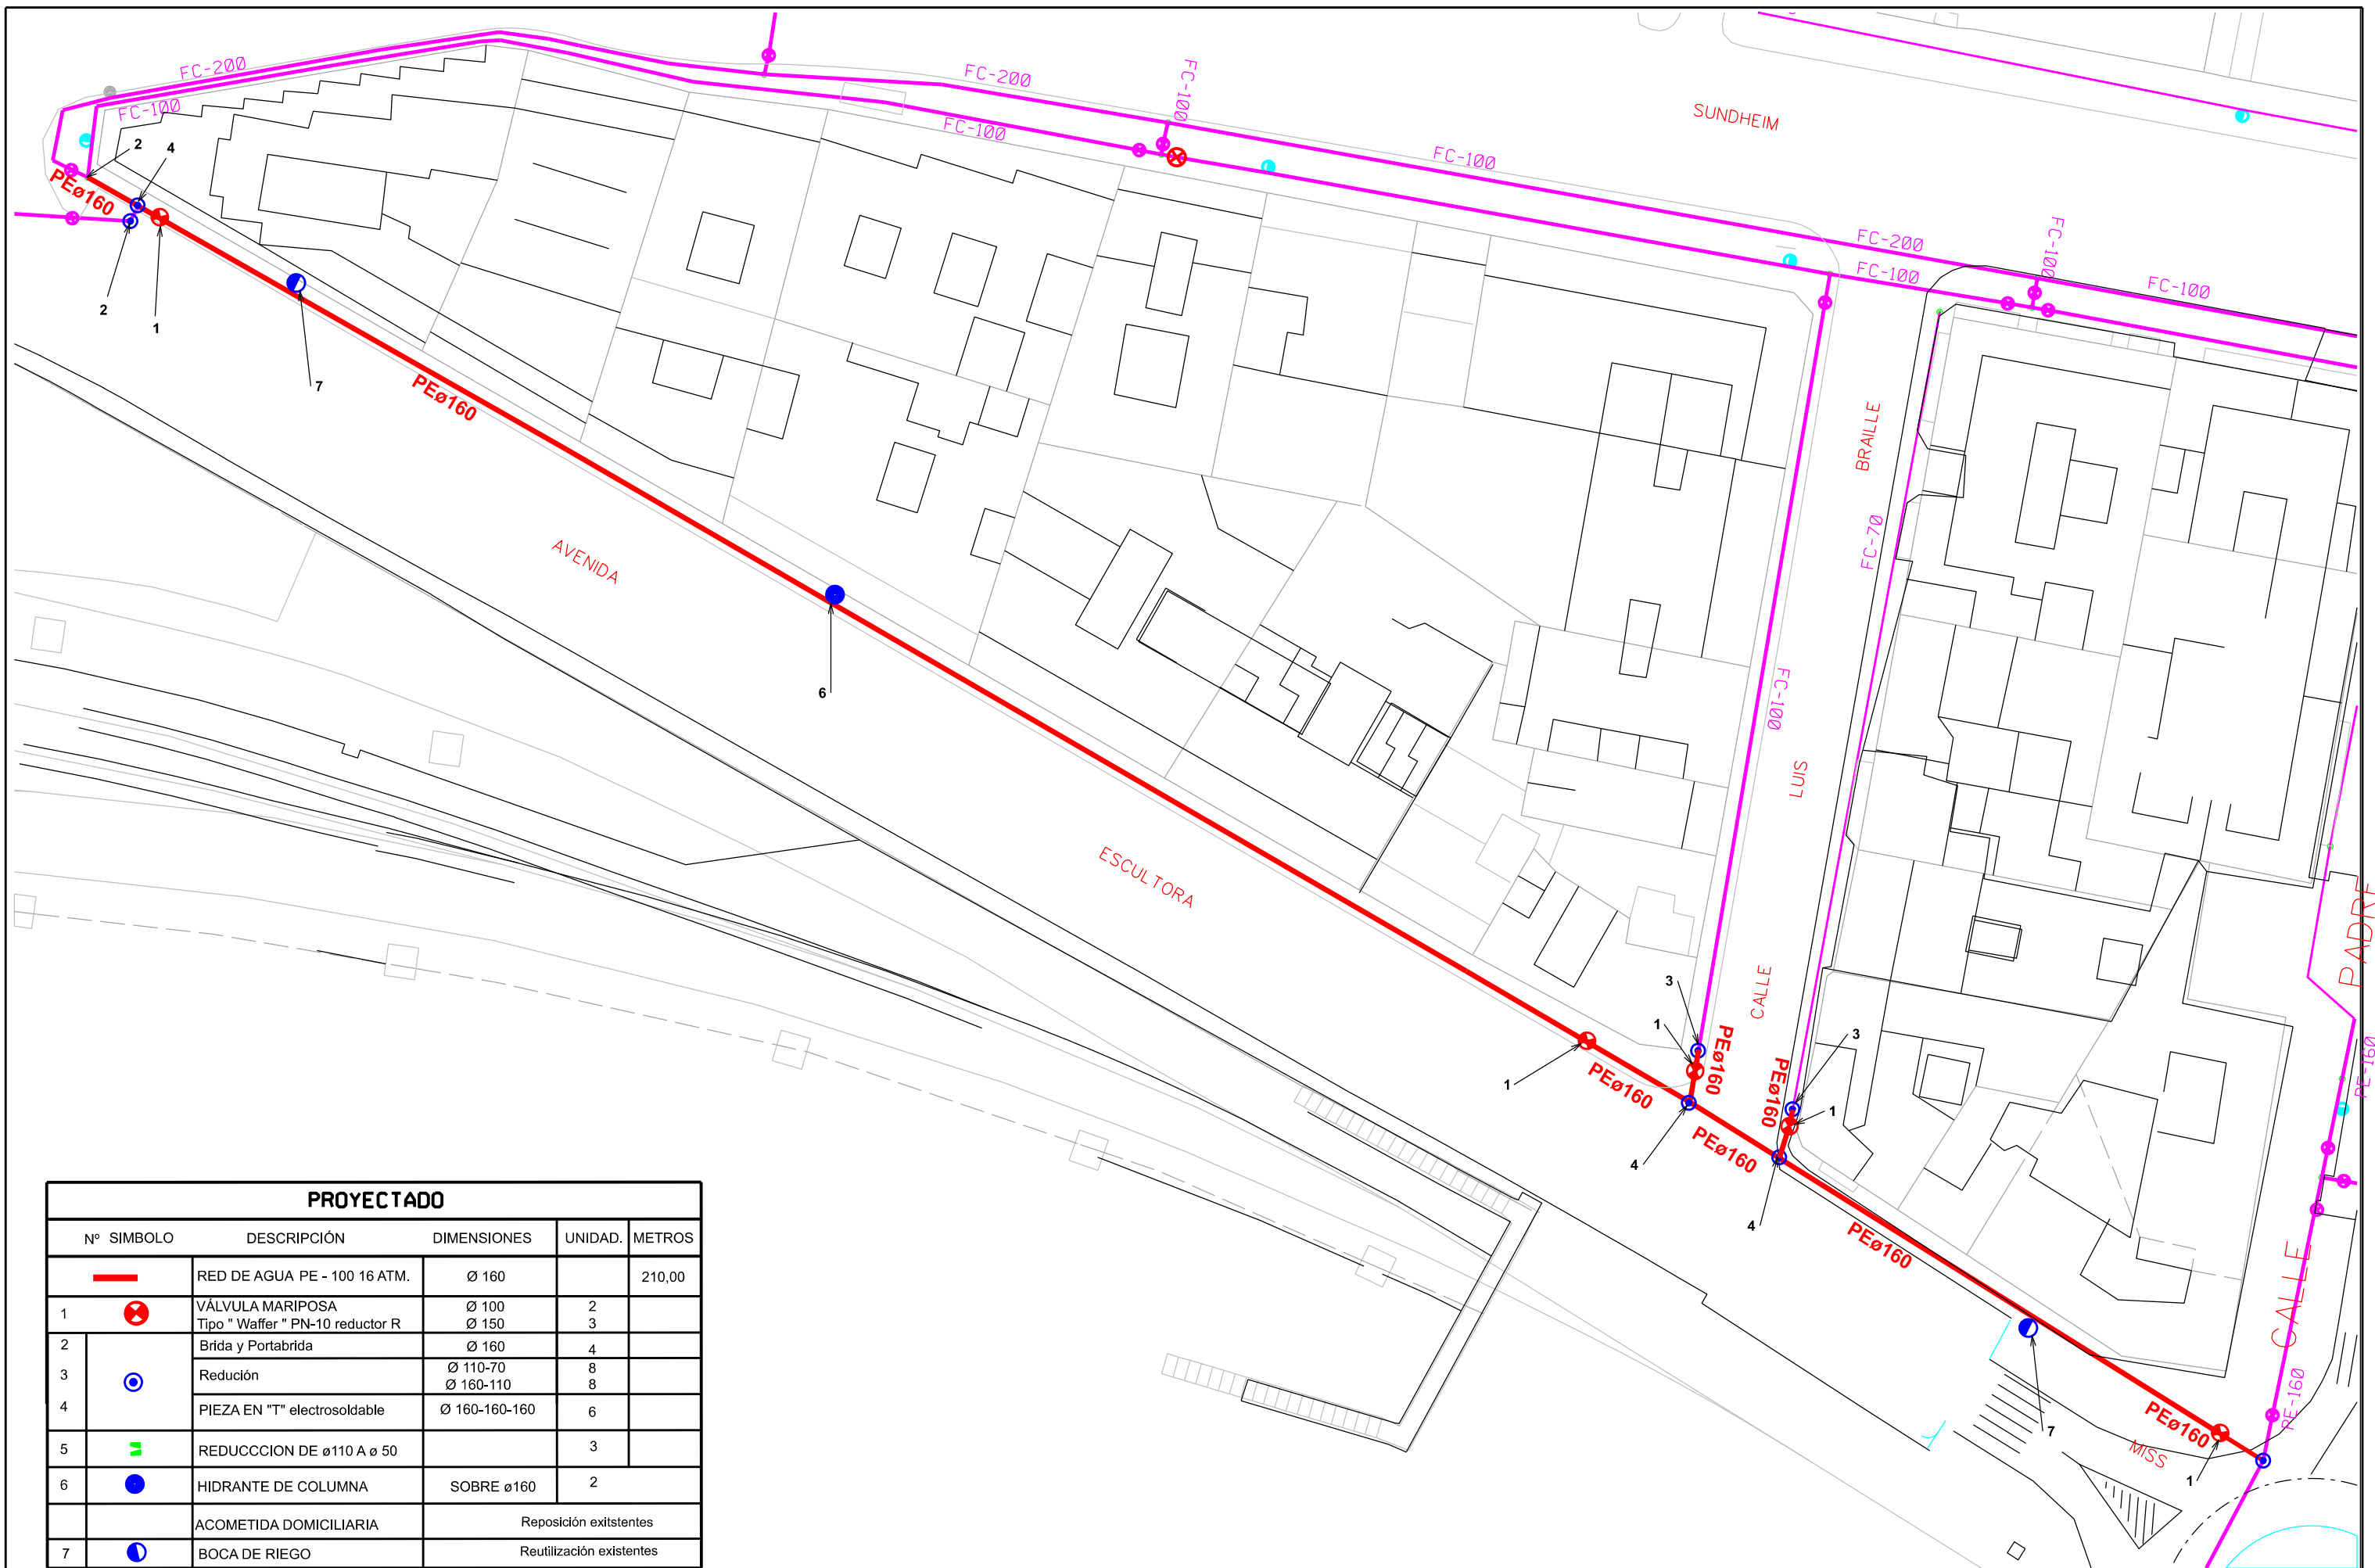 FC-200
FC-100
2
4
PEø160
2
1
7
PEø160
FC-200
FC-100
FC-100
FC-100
SUNDHEIM
FC-200
FC-100
FC-100
FC-100
BRAILLE
FC-70
AVENIDA
6
FC-100
LUIS
ESCULTORA
PADRE
CALLE
3
1
PEø160
3
1
PEø160
1
PEø160
PEø160
4
4
PE-160
PEø160
CALLE
PE-160
PEø160
7
MISS
1
PROYECTADO
Nº SIMBOLO DESCRIPCIÓN DIMENSIONES UNIDAD. METROS
RED DE AGUA PE - 100 16 ATM. Ø 160 210,00
1 VÁLVULA MARIPOSA Ø 100 2
Tipo " Waffer " PN-10 reductor R Ø 150 3
2 Brida y Portabrida Ø 160 4
3 Redución Ø 110-70 8
Ø 160-110 8
4 PIEZA EN "T" electrosoldable Ø 160-160-160 6
5 REDUCCCION DE ø110 A ø 50 3
6 HIDRANTE DE COLUMNA SOBRE ø160 2
ACOMETIDA DOMICILIARIA Reposición exitstentes
7 BOCA DE RIEGO Reutilización existentes